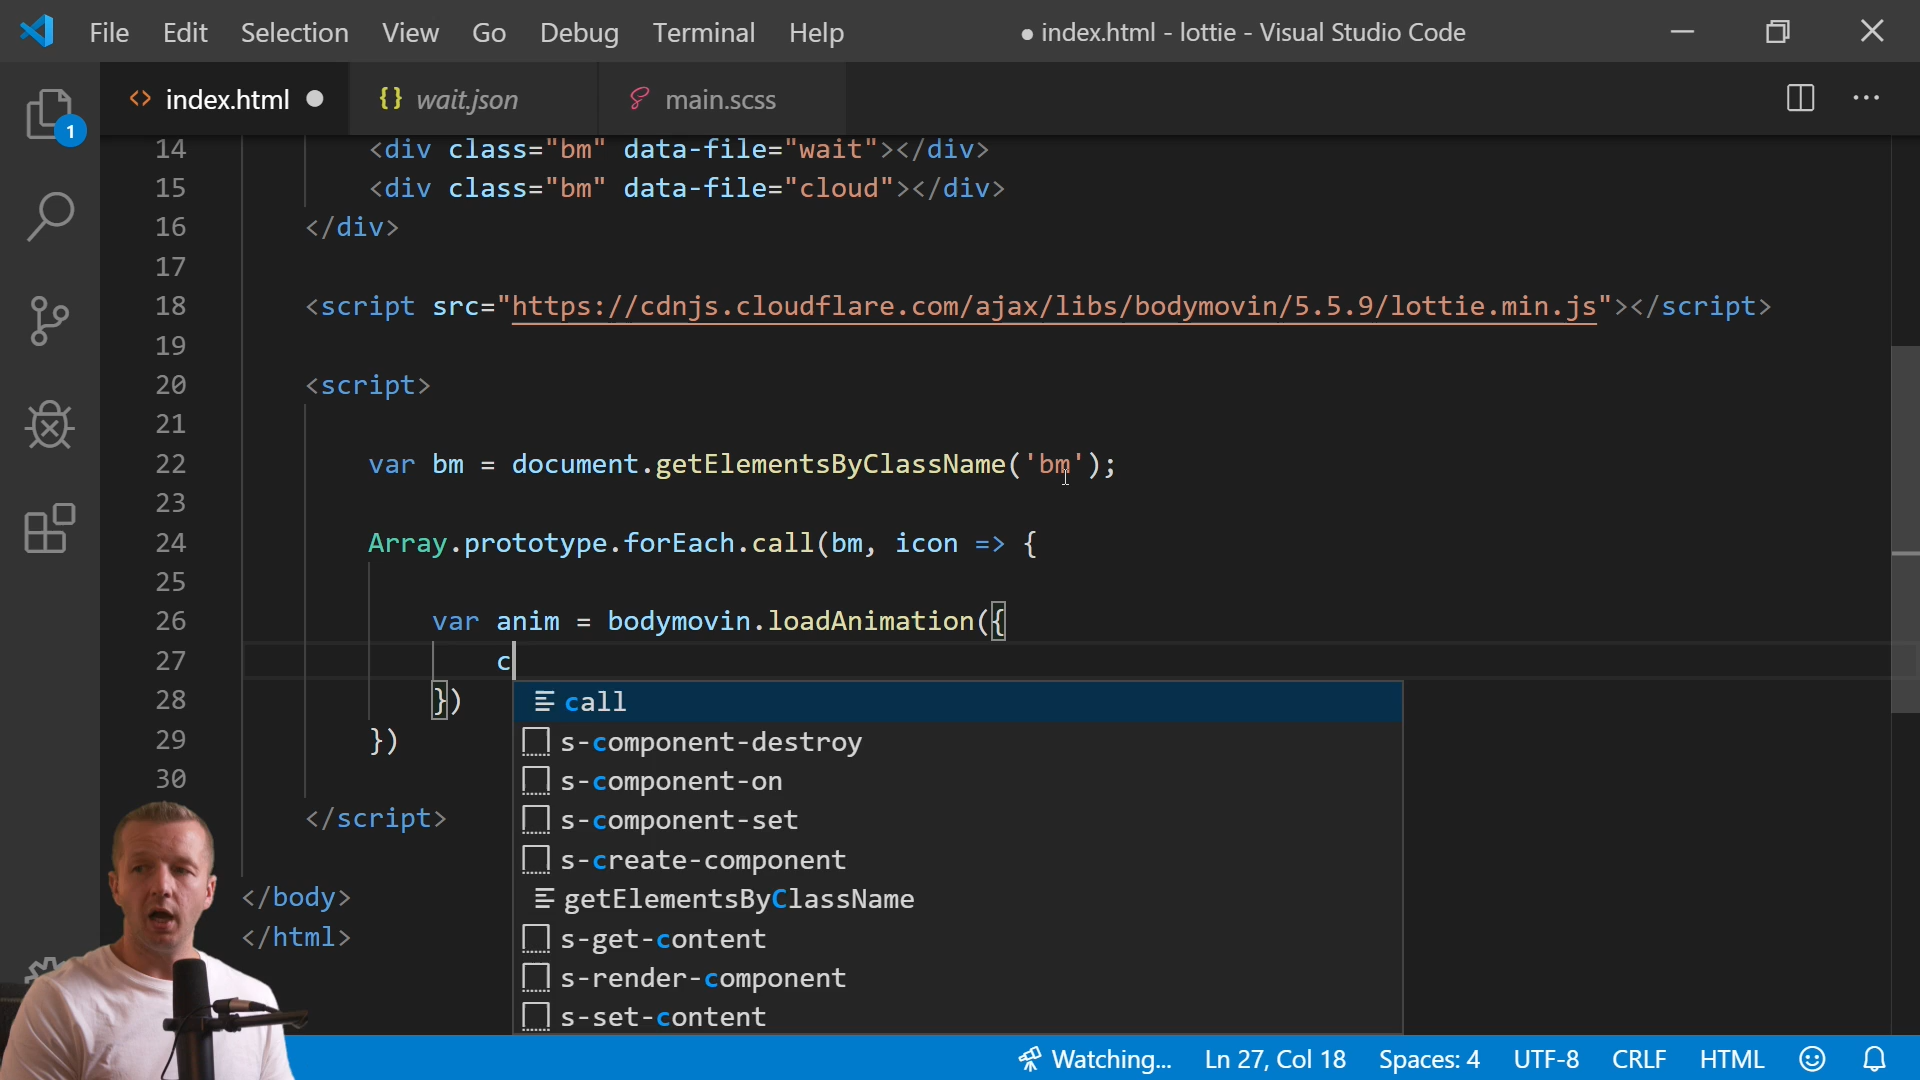 File Edit Selection View Go Debug Terminal Help ● index.html - lottie - Visual Studio Code
1
<> index.html ● {} wait.json main.scss
14 <div class="bm" data-file="wait"></div>
15 <div class="bm" data-file="cloud"></div>
16 </div>
17
18 <script src="https://cdnjs.cloudflare.com/ajax/libs/bodymovin/5.5.9/lottie.min.js"></script>
19
20 <script>
21
22 var bm = document.getElementsByClassName('bm');
23
24 Array.prototype.forEach.call(bm, icon => {
25
26 var anim = bodymovin.loadAnimation({
27 c
28 })
29 })
30
</script>
</body>
</html>
call
s-component-destroy
s-component-on
s-component-set
s-create-component
getElementsByClassName
s-get-content
s-render-component
s-set-content
Watching... Ln 27, Col 18 Spaces: 4 UTF-8 CRLF HTML